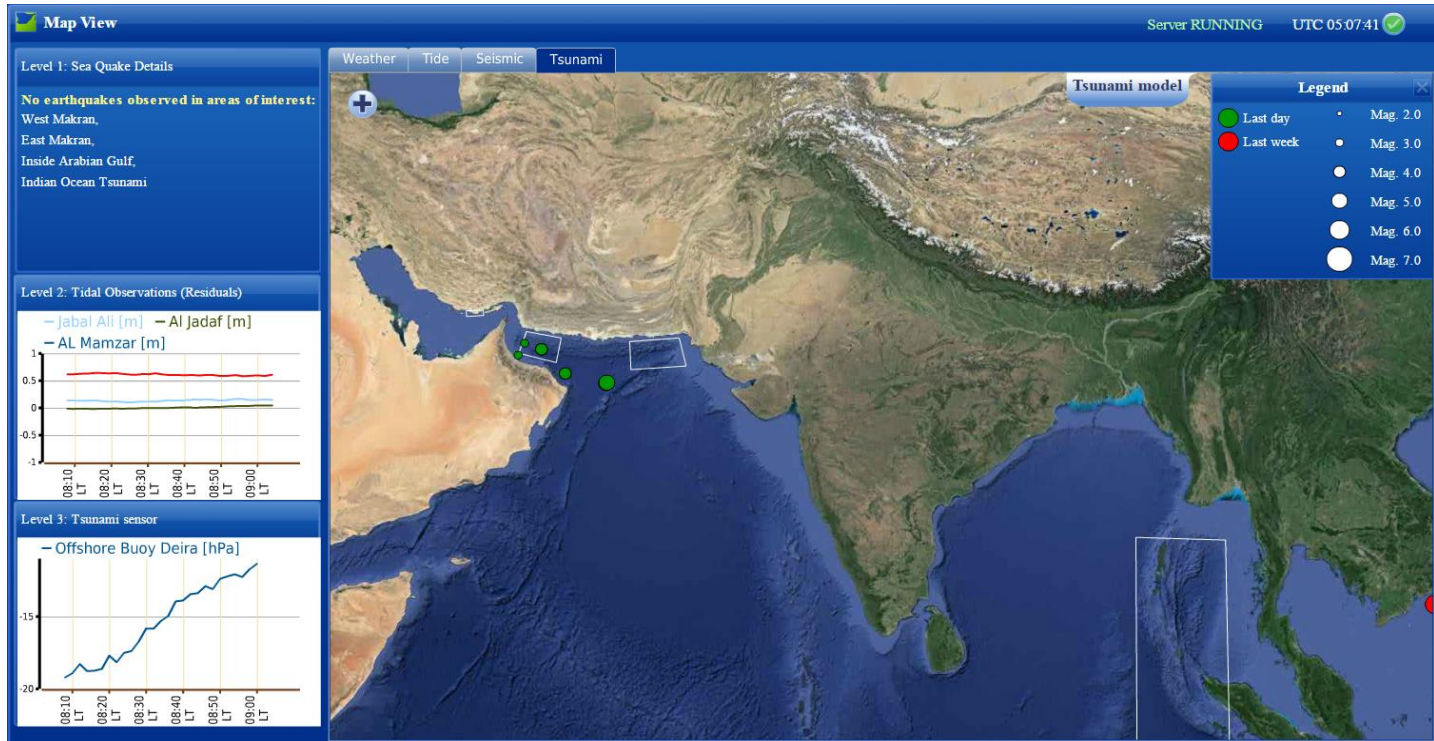 Map View
Server RUNNING UTC 05:07:41
Level 1: Sea Quake Details
No earthquakes observed in areas of interest:
West Makran,
East Makran,
Inside Arabian Gulf,
Indian Ocean Tsunami
Level 2: Tidal Observations (Residuals)
Jabal Ali [m] Al Jadaf [m]
AL Mamzar [m]
1
0.5
0
-0.5
-1
08:10 LT
08:20 LT
08:30 LT
08:40 LT
08:50 LT
09:00 LT
Level 3: Tsunami sensor
Offshore Buoy Deira [hPa]
-15
-20
08:10 LT
08:20 LT
08:30 LT
08:40 LT
08:50 LT
09:00 LT
Weather Tide Seismic Tsunami
Tsunami model
Legend
Last day Mag. 2.0
Last week Mag. 3.0
Mag. 4.0
Mag. 5.0
Mag. 6.0
Mag. 7.0